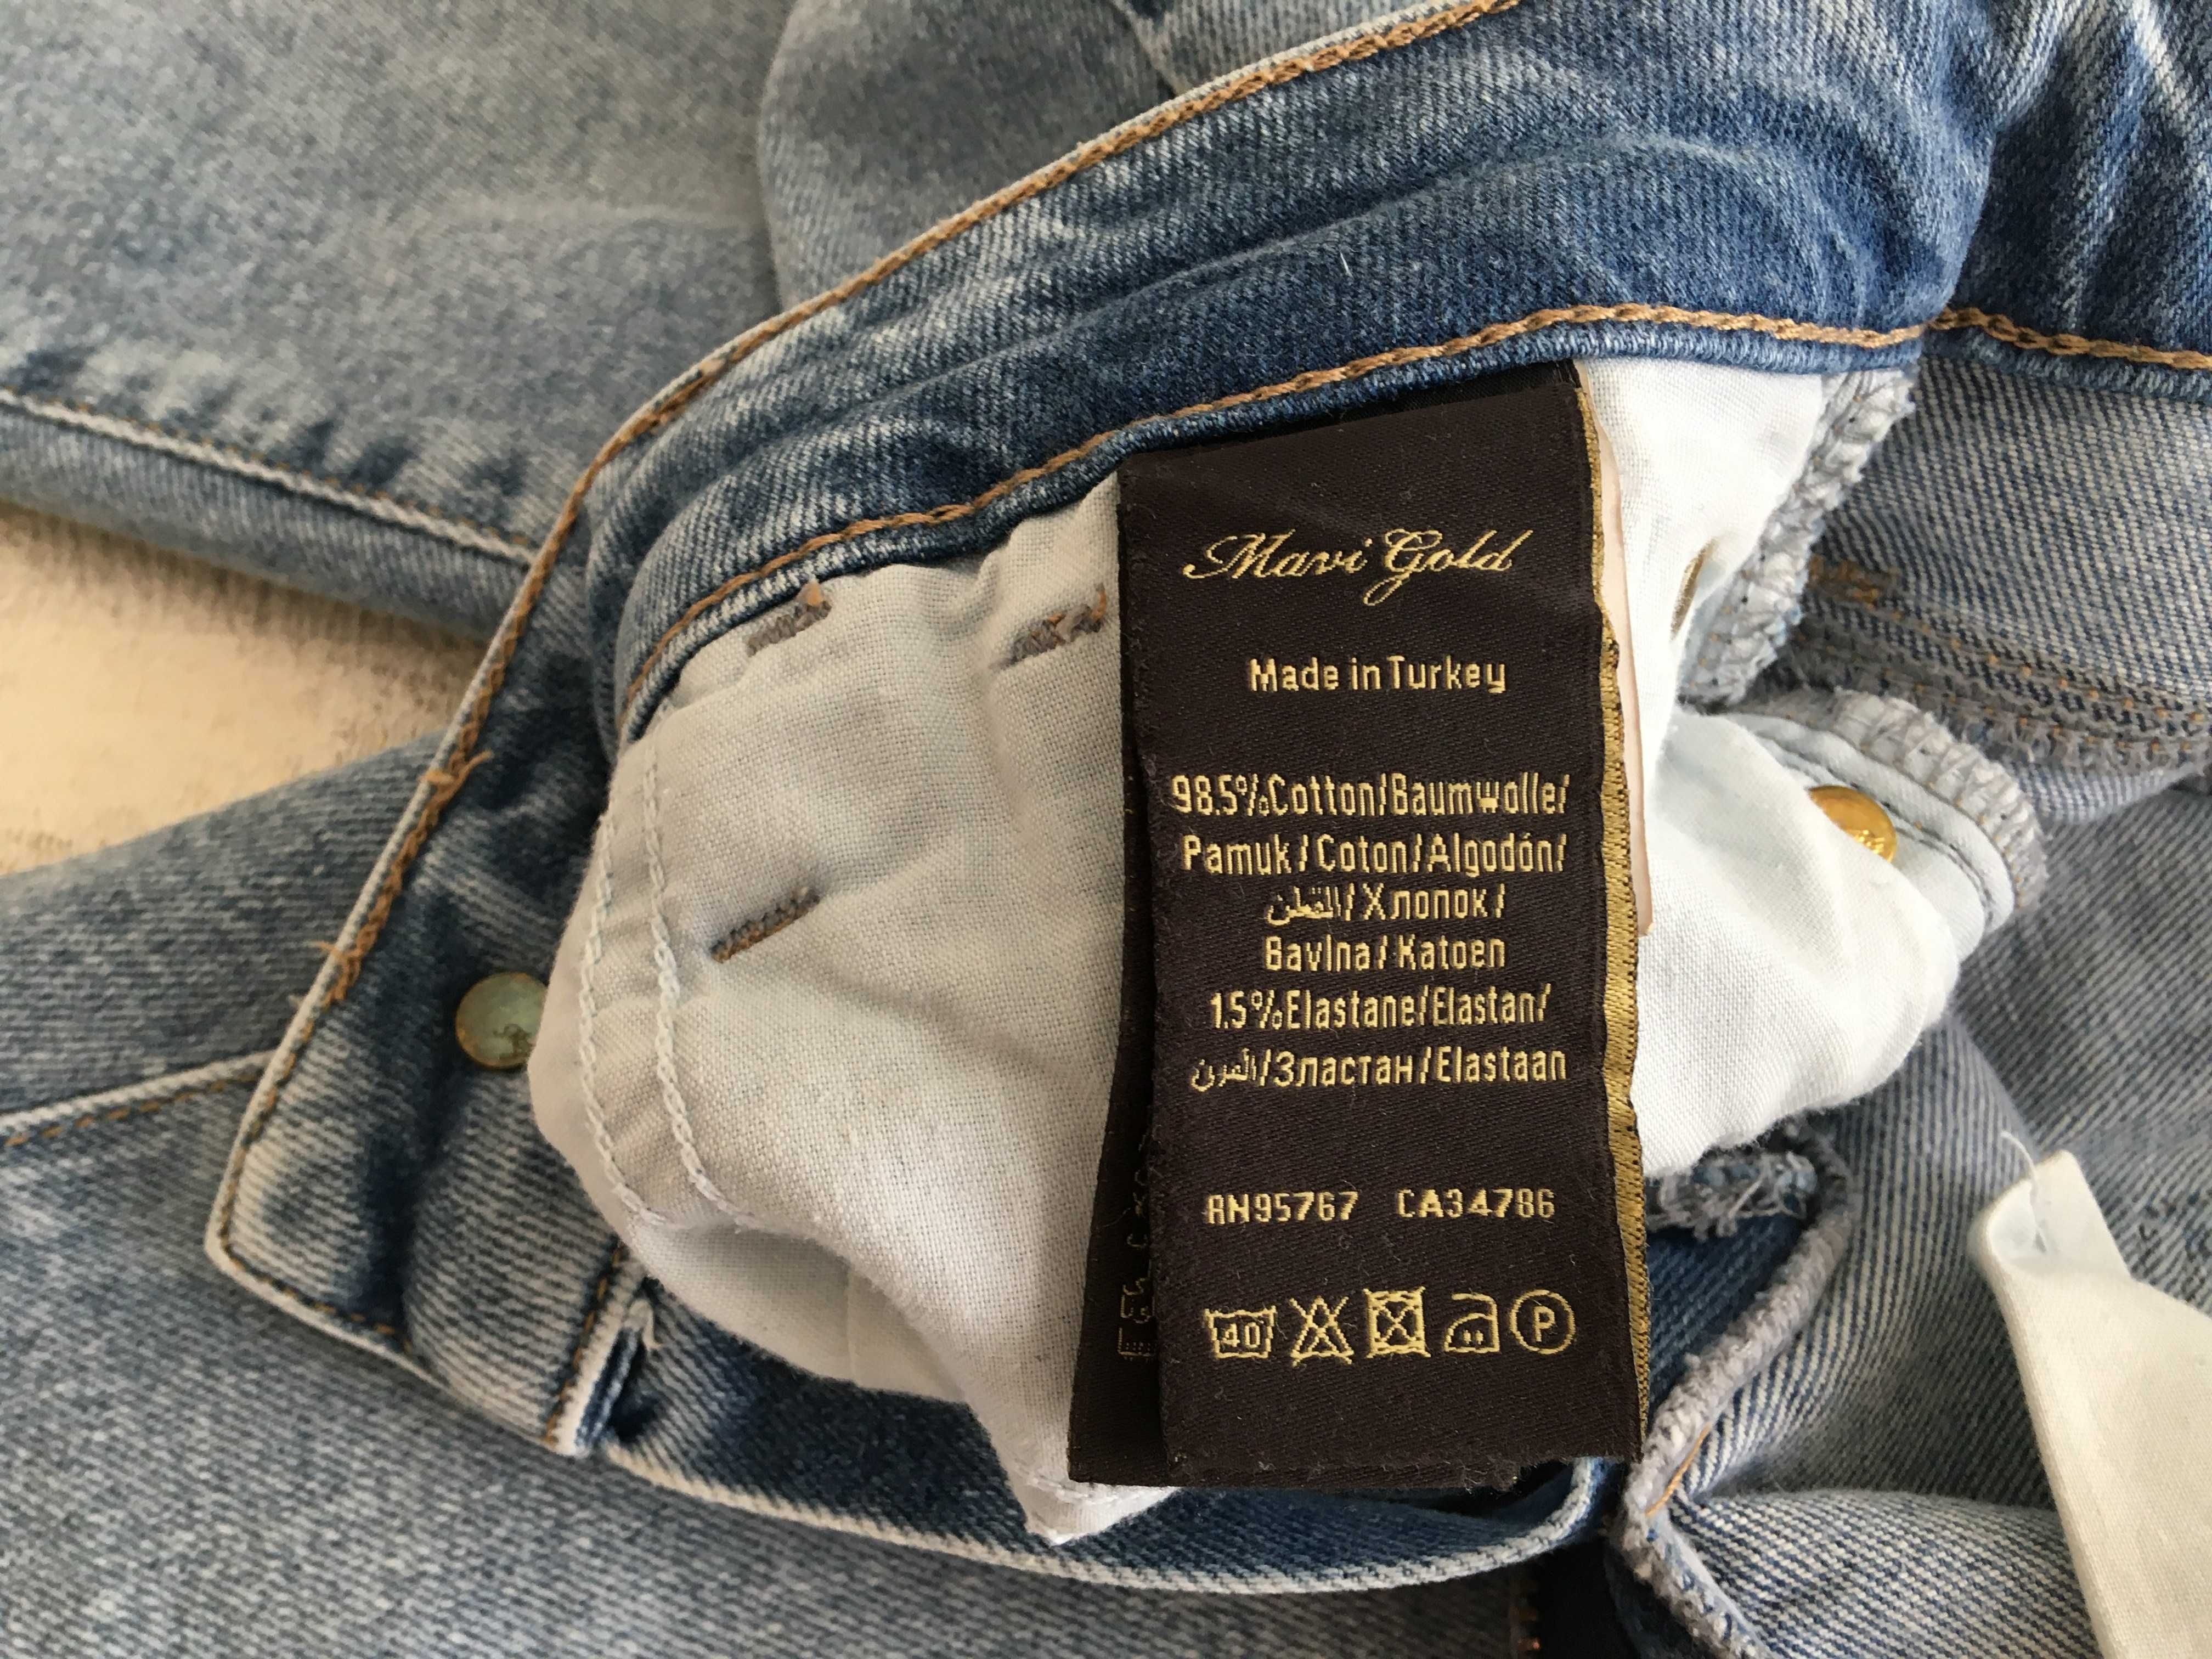 Mavi Gold
Made in Turkey
98.5%Cotton/Baumwolle/
Pamuk/Coton/Algodón/
القطن/Хлопок/
Bavlna/Katoen
1.5%Elastane/Elastan/
/Эластан/Elastaan
RN95767 CA34786
40
P